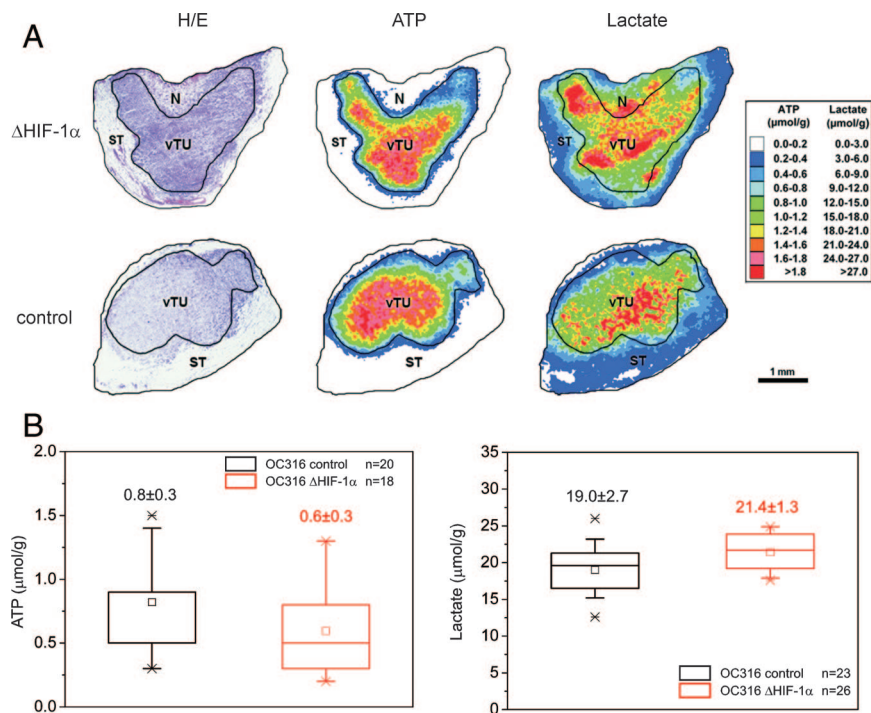 A
H/E
ATP
Lactate
ΔHIF-1α
N
ST
vTU
N
ST
vTU
N
vTU
ST
ATP Lactate
(μmol/g) (μmol/g)
0.0-0.2 0.0-3.0
0.2-0.4 3.0-6.0
0.4-0.6 6.0-9.0
0.6-0.8 9.0-12.0
0.8-1.0 12.0-15.0
1.0-1.2 15.0-18.0
1.2-1.4 18.0-21.0
1.4-1.6 21.0-24.0
1.6-1.8 24.0-27.0
>1.8 >27.0
control
vTU
ST
vTU
ST
vTU
ST
1 mm
B
2.0
1.5
1.0
0.5
0.0
ATP (μmol/g)
OC316 control n=20
OC316 ΔHIF-1α n=18
0.8±0.3
0.6±0.3
35
30
25
20
15
10
5
0
Lactate (μmol/g)
19.0±2.7
21.4±1.3
OC316 control n=23
OC316 ΔHIF-1α n=26